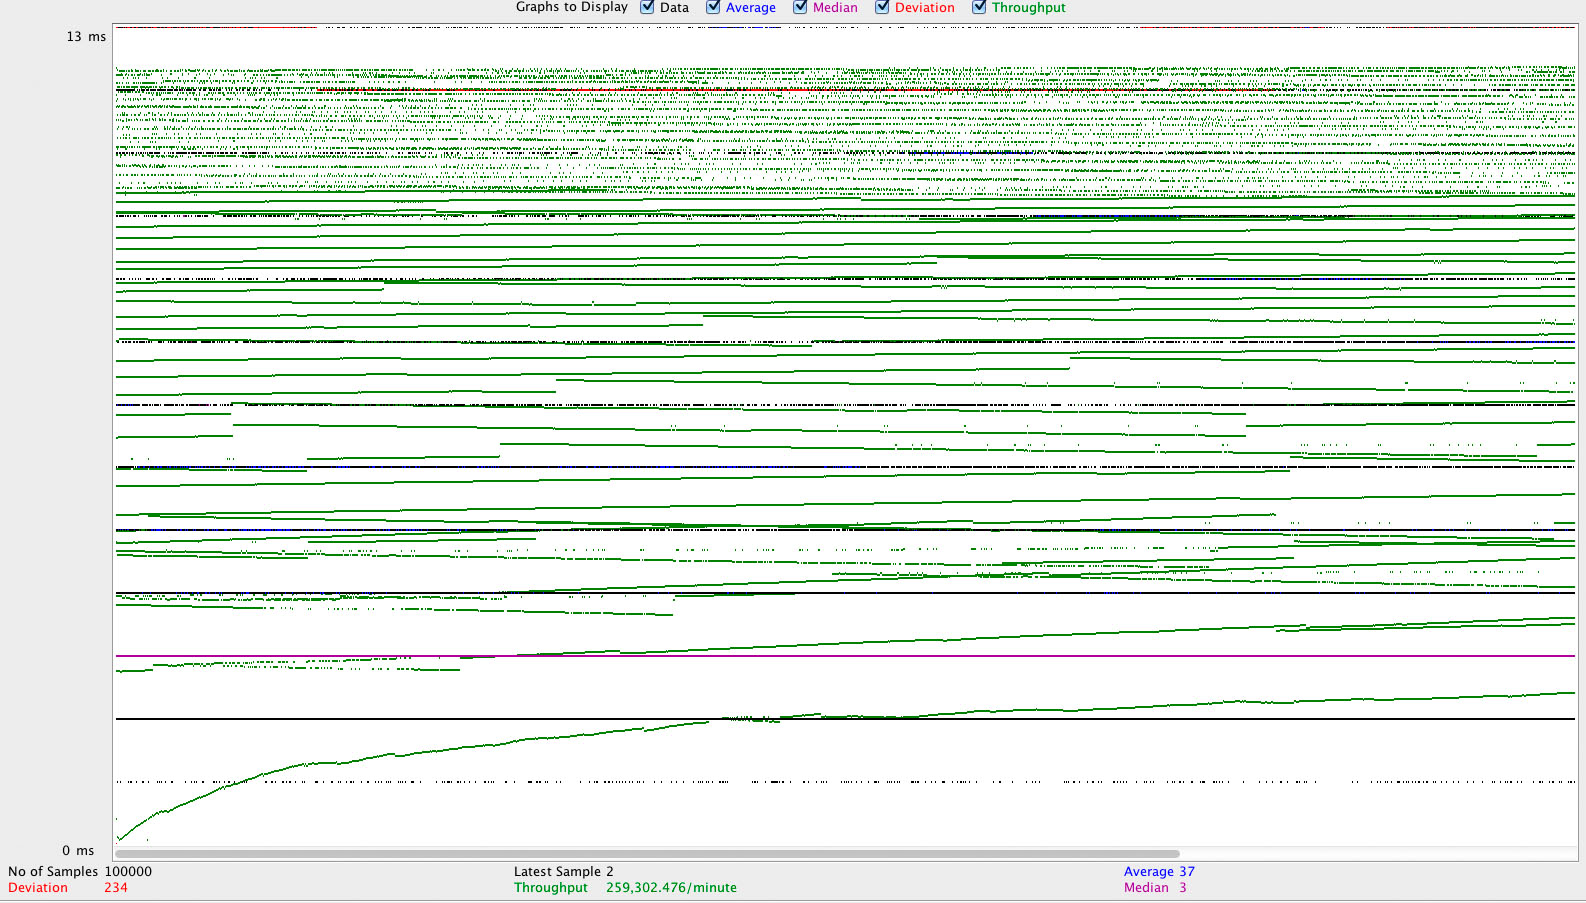 Graphs to Display Data Average Median Deviation Throughput
13 ms
0 ms
No of Samples 100000 Latest Sample 2 Average 37
Deviation 234 Throughput 259,302.476/minute Median 3